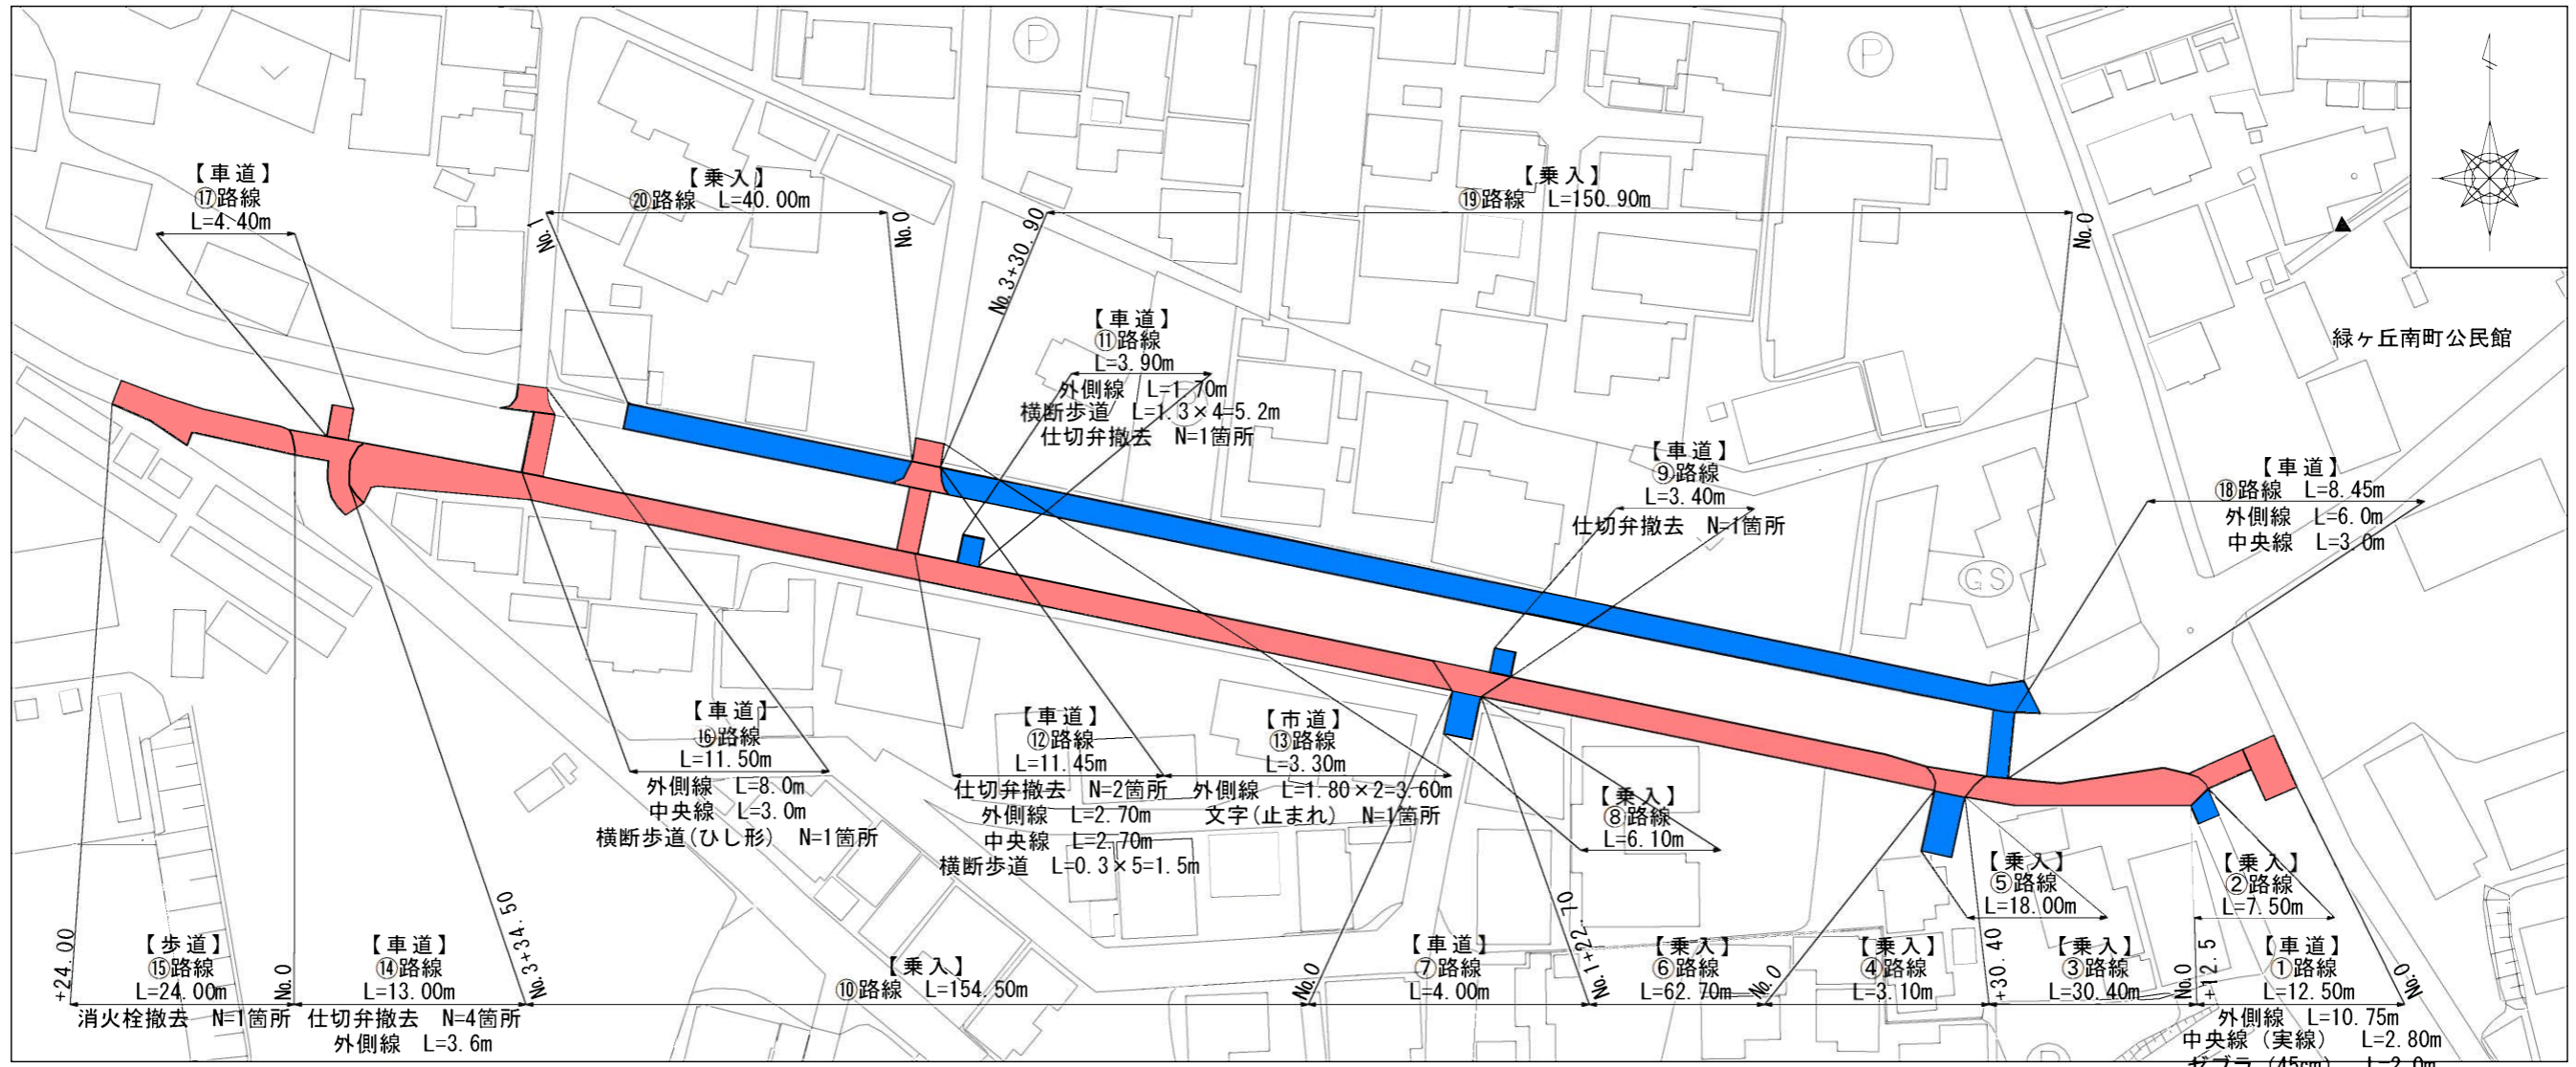 P
P
【車道】
⑰路線
L=4.40m
【乗入】
⑳路線 L=40.00m
No.1
No.0
【乗入】
⑲路線 L=150.90m
No.3+30.90
No.0
【車道】
⑪路線
L=3.90m
外側線 L=1.70m
横断歩道 L=1.3×4=5.2m
仕切弁撤去 N=1箇所
P
緑ヶ丘南町公民館
【車道】
⑨路線
L=3.40m
仕切弁撤去 N=1箇所
【車道】
⑱路線 L=8.45m
外側線 L=6.0m
中央線 L=3.0m
GS
【車道】
⑯路線
L=11.50m
外側線 L=8.0m
中央線 L=3.0m
横断歩道(ひし形) N=1箇所
【車道】
⑫路線
L=11.45m
仕切弁撤去 N=2箇所
外側線 L=2.70m
中央線 L=2.70m
横断歩道 L=0.3×5=1.5m
【市道】
⑬路線
L=3.30m
外側線 L=1.80×2=3.60m
文字(止まれ) N=1箇所
【乗入】
⑧路線
L=6.10m
【乗入】
⑤路線
L=18.00m
【乗入】
②路線
L=7.50m
+24.00
【歩道】
⑮路線
L=24.00m
消火栓撤去 N=1箇所
No.0
【車道】
⑭路線
L=13.00m
仕切弁撤去 N=4箇所
外側線 L=3.6m
No.3+34.50
【乗入】
⑩路線 L=154.50m
No.0
【車道】
⑦路線
L=4.00m
No.1+22.70
【乗入】
⑥路線
L=62.70m
No.0
【乗入】
④路線
L=3.10m
+30.40
【乗入】
③路線
L=30.40m
No.0
+12.5
【車道】
①路線
L=12.50m
No.0
外側線 L=10.75m
中央線(実線) L=2.80m
ゼブラ(45cm) L=2.0m
P